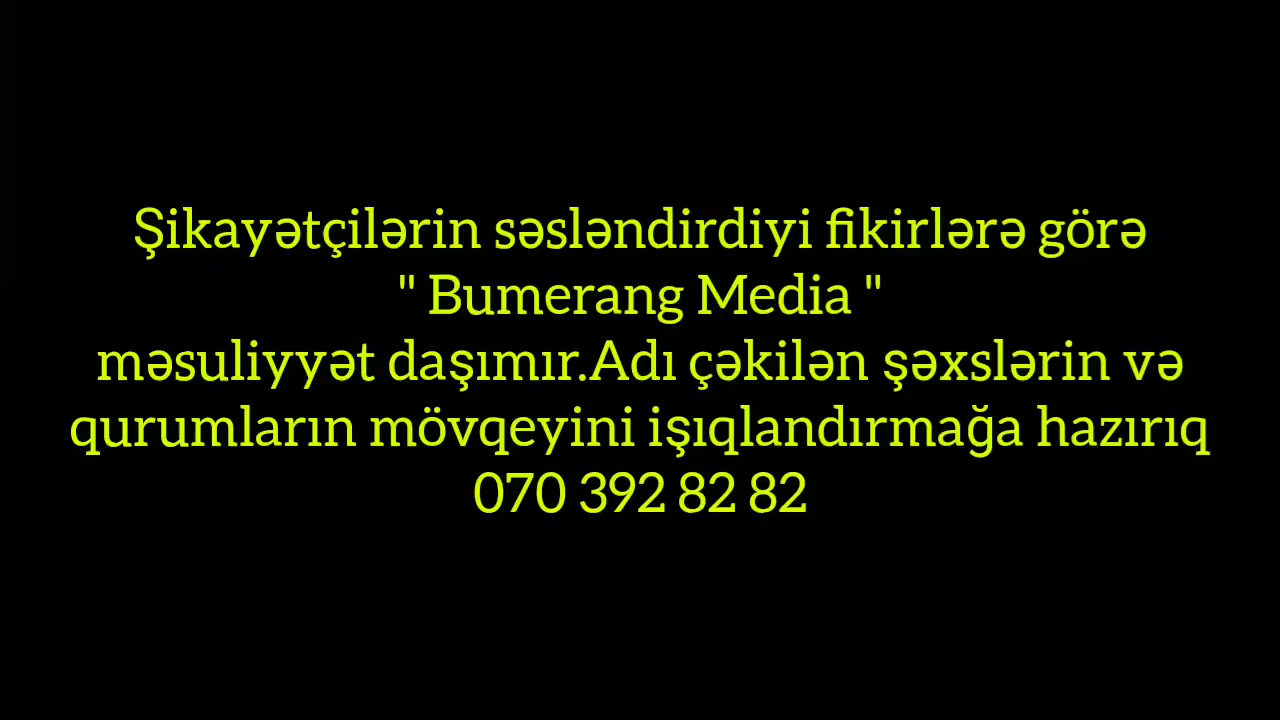 Şikayətçilərin səsləndirdiyi fikirlərə görə
" Bumerang Media "
məsuliyyət daşımır.Adı çəkilən şəxslərin və
qurumların mövqeyini işıqlandırmağa hazırıq
070 392 82 82